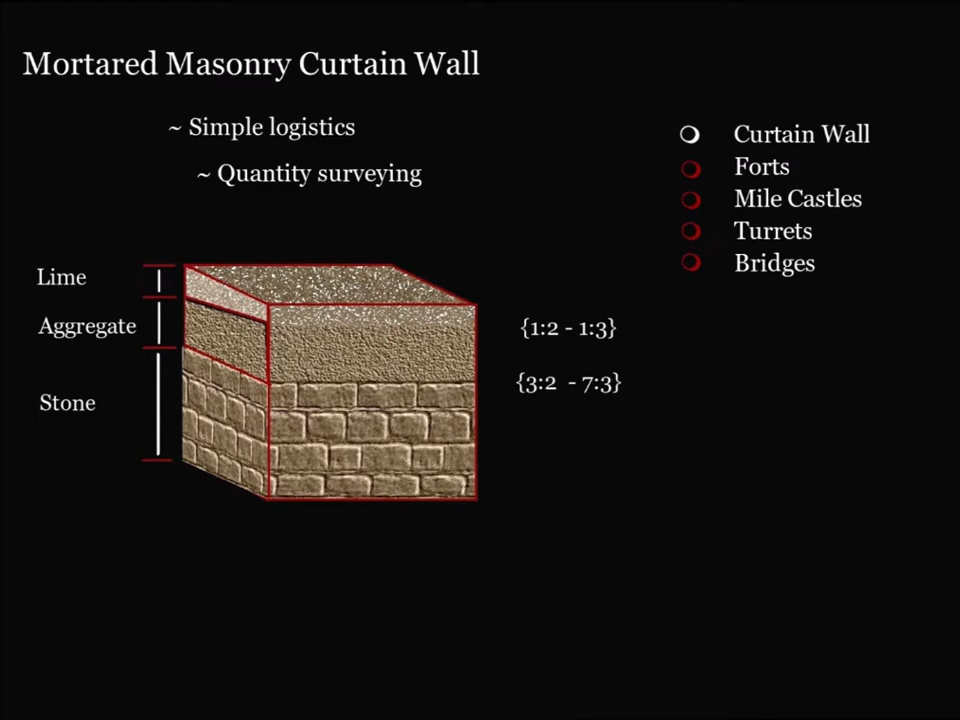 Mortared Masonry Curtain Wall
~ Simple logistics
~ Quantity surveying
Curtain Wall
Forts
Mile Castles
Turrets
Bridges
Lime
Aggregate
Stone
{1:2 - 1:3}
{3:2 - 7:3}